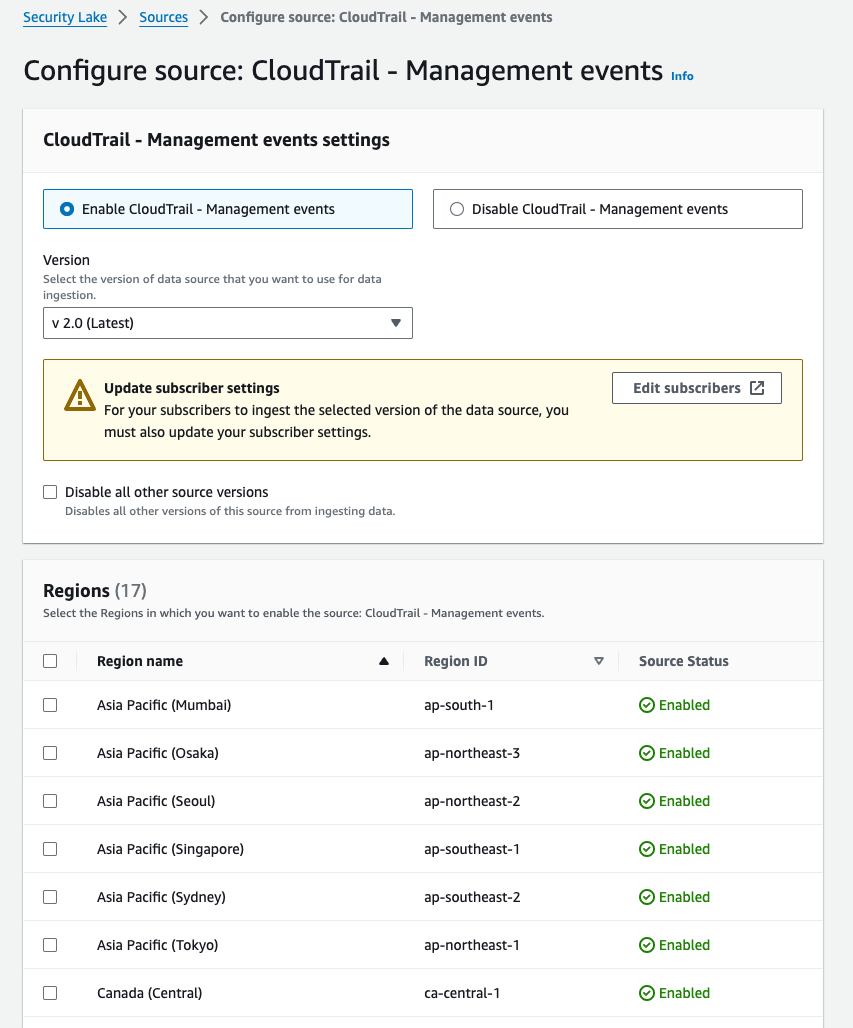 Security Lake > Sources > Configure source: CloudTrail - Management events
Configure source: CloudTrail - Management events Info
CloudTrail - Management events settings
Enable CloudTrail - Management events
Disable CloudTrail - Management events
Version
Select the version of data source that you want to use for data
ingestion.
v 2.0 (Latest)
Update subscriber settings
For your subscribers to ingest the selected version of the data source, you
must also update your subscriber settings.
Edit subscribers
Disable all other source versions
Disables all other versions of this source from ingesting data.
Regions (17)
Select the Regions in which you want to enable the source: CloudTrail - Management events.
Region name Region ID Source Status
Asia Pacific (Mumbai) ap-south-1 Enabled
Asia Pacific (Osaka) ap-northeast-3 Enabled
Asia Pacific (Seoul) ap-northeast-2 Enabled
Asia Pacific (Singapore) ap-southeast-1 Enabled
Asia Pacific (Sydney) ap-southeast-2 Enabled
Asia Pacific (Tokyo) ap-northeast-1 Enabled
Canada (Central) ca-central-1 Enabled